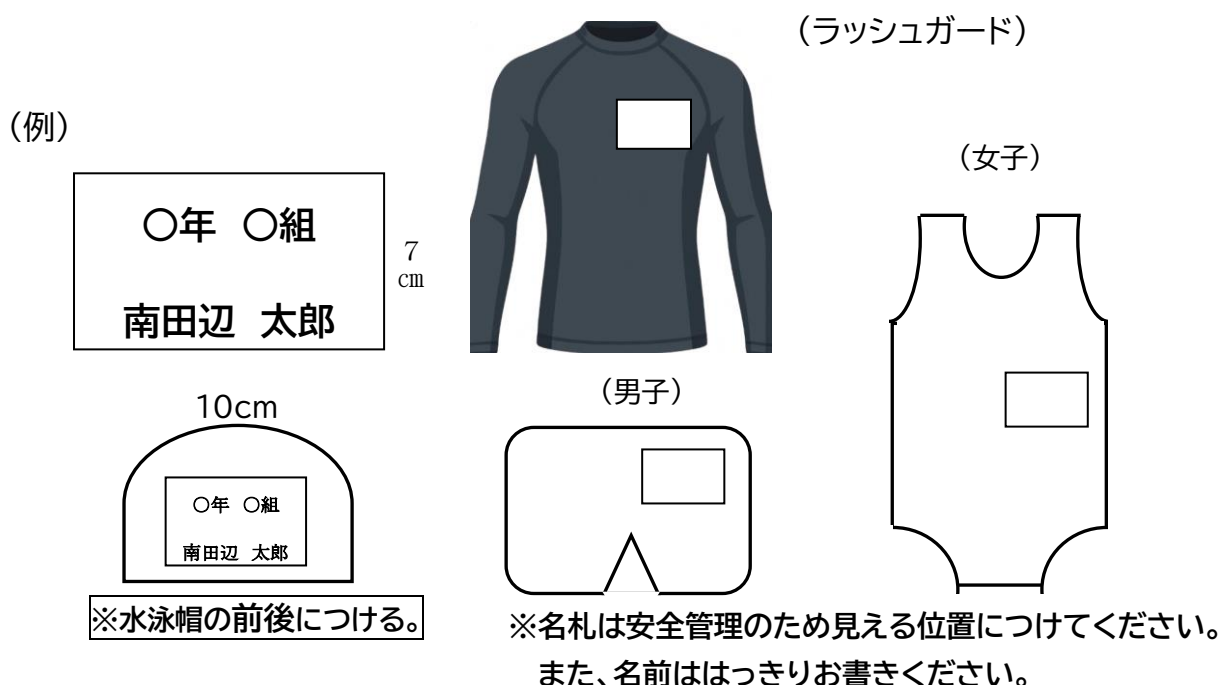 （ラッシュガード）
（例）
〇年　〇組
南田辺　太郎
7
㎝
10cm
〇年　〇組
南田辺　太郎
※水泳帽の前後につける。
（男子）
（女子）
※名札は安全管理のため見える位置につけてください。
また、名前ははっきりお書きください。